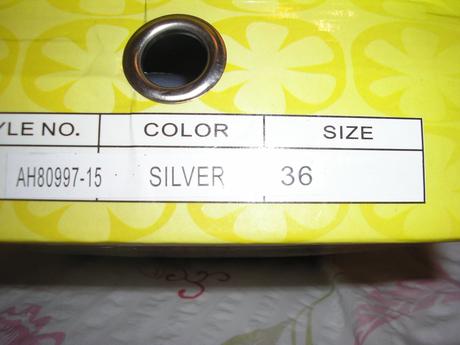 YLE NO. COLOR SIZE
AH80997-15 SILVER 36